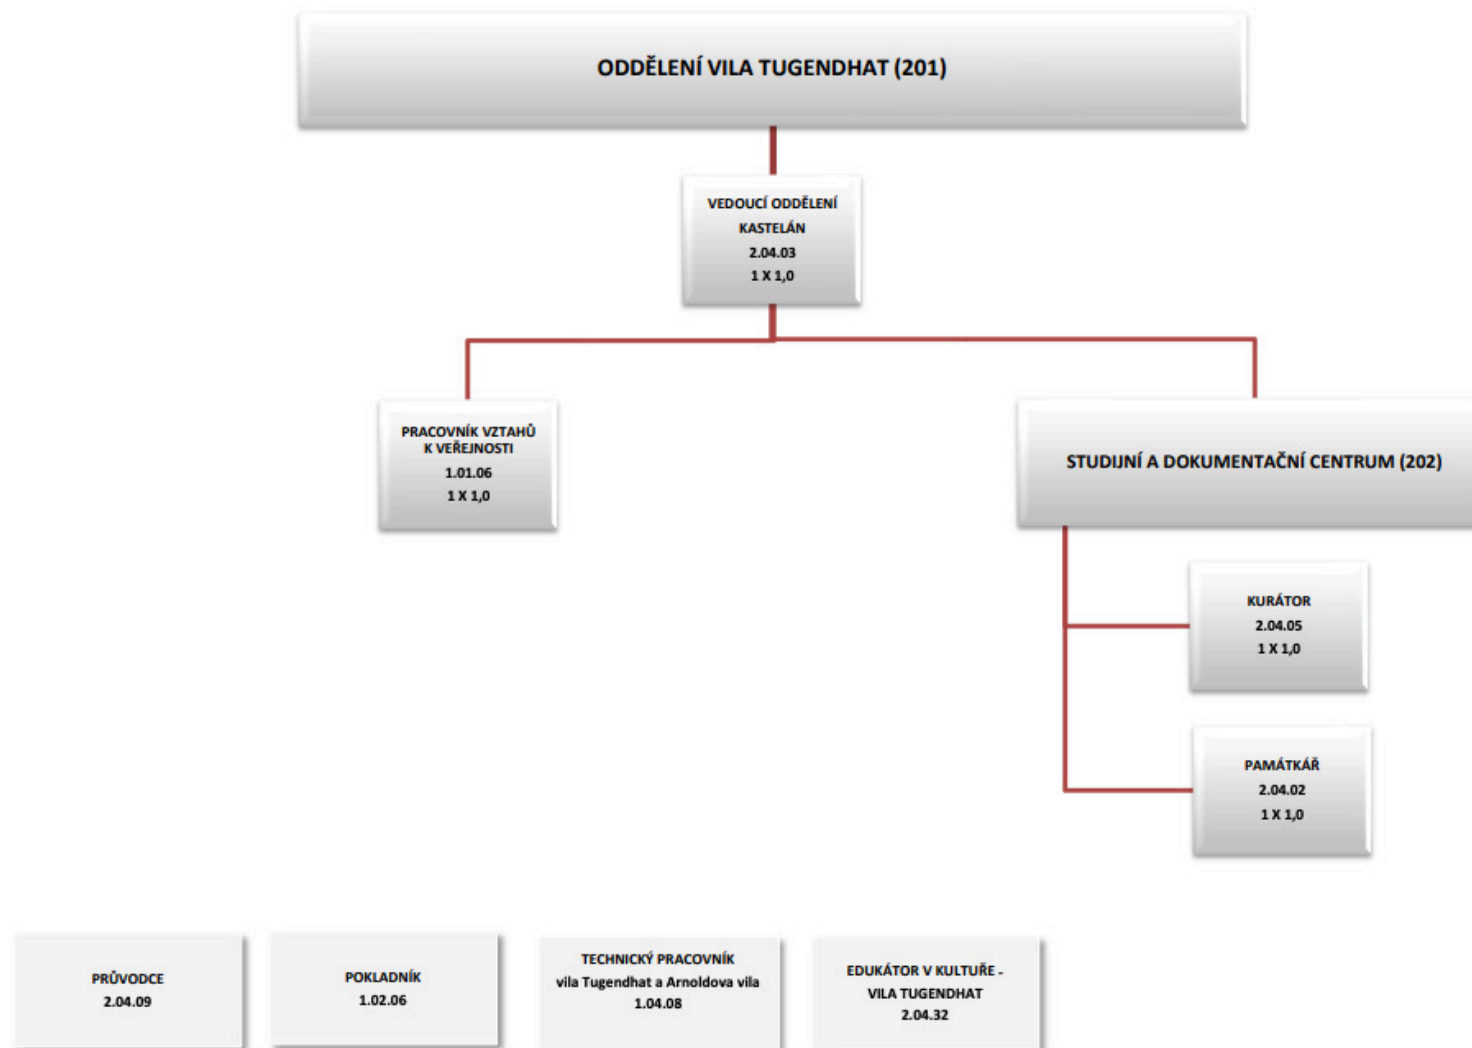 ODDĚLENÍ VILA TUGENDHAT (201)
VEDOUCÍ ODDĚLENÍ
KASTELÁN
2.04.03
1 X 1,0
PRACOVNÍK VZTAHŮ
K VEŘEJNOSTI
1.01.06
1 X 1,0
STUDIJNÍ A DOKUMENTAČNÍ CENTRUM (202)
KURÁTOR
2.04.05
1 X 1,0
PAMÁTKÁŘ
2.04.02
1 X 1,0
PRŮVODCE
2.04.09
POKLADNÍK
1.02.06
TECHNICKÝ PRACOVNÍK
vila Tugendhat a Arnoldova vila
1.04.08
EDUKÁTOR V KULTUŘE -
VILA TUGENDHAT
2.04.32